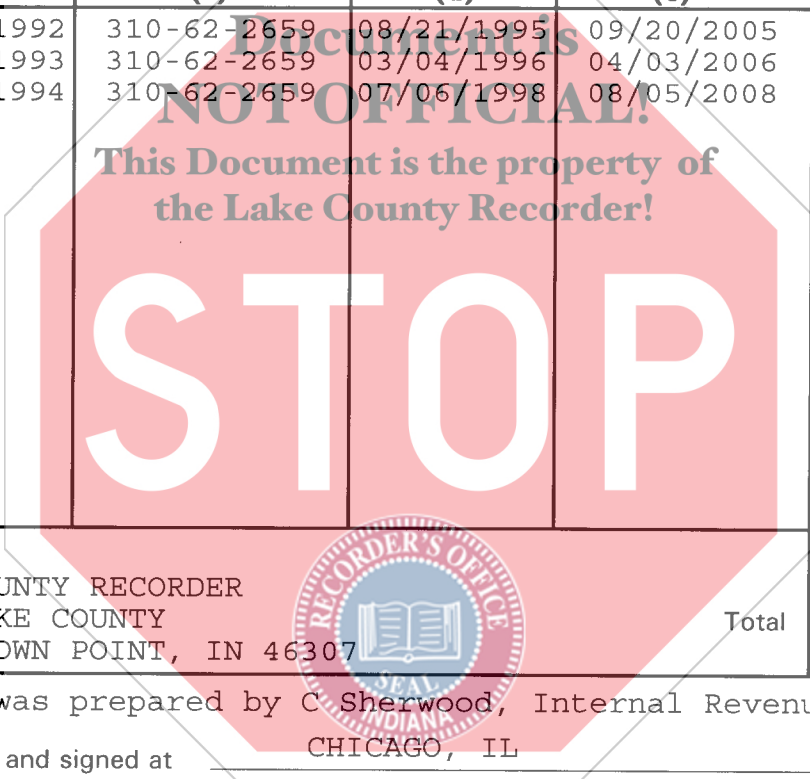 1992 310-62-2659 08/21/1995 09/20/2005
1993 310-62-2659 03/04/1996 04/03/2006
1994 310-62-2659 07/06/1998 08/05/2008
Document is
NOT OFFICIAL!
This Document is the property of
the Lake County Recorder!
STOP
RECORDER'S OFFICE
SEAL
INDIANA
UNTY RECORDER
KE COUNTY
Total
OWN POINT, IN 46307
was prepared by C Sherwood, Internal Revenu
and signed at CHICAGO, IL